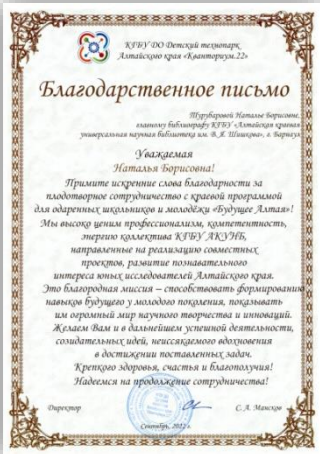 КГБУ ДО Детский технопарк
Алтайского края «Кванториум.22»
Благодарственное письмо
Турубаровой Наталье Борисовне,
главному библиографу КГБУ «Алтайская краевая
универсальная научная библиотека им. В. Я. Шишкова», г. Барнаул
Уважаемая
Наталья Борисовна!
Примите искренние слова благодарности за
плодотворное сотрудничество с краевой программой
для одаренных школьников и молодёжи «Будущее Алтая»!
Мы высоко ценим профессионализм, компетентность,
энергию коллектива КГБУ АКУНБ,
направленные на реализацию совместных
проектов, развитие познавательного
интереса юных исследователей Алтайского края.
Это благородная миссия – способствовать формированию
навыков будущего у молодого поколения, показывать
им огромный мир научного творчества и инноваций.
Желаем Вам и в дальнейшем успешной деятельности,
созидательных идей, неиссякаемого вдохновения
в достижении поставленных задач.
Крепкого здоровья, счастья и благополучия!
Надеемся на продолжение сотрудничества!
Директор
С. А. Мансков
Сентябрь, 2022 г.